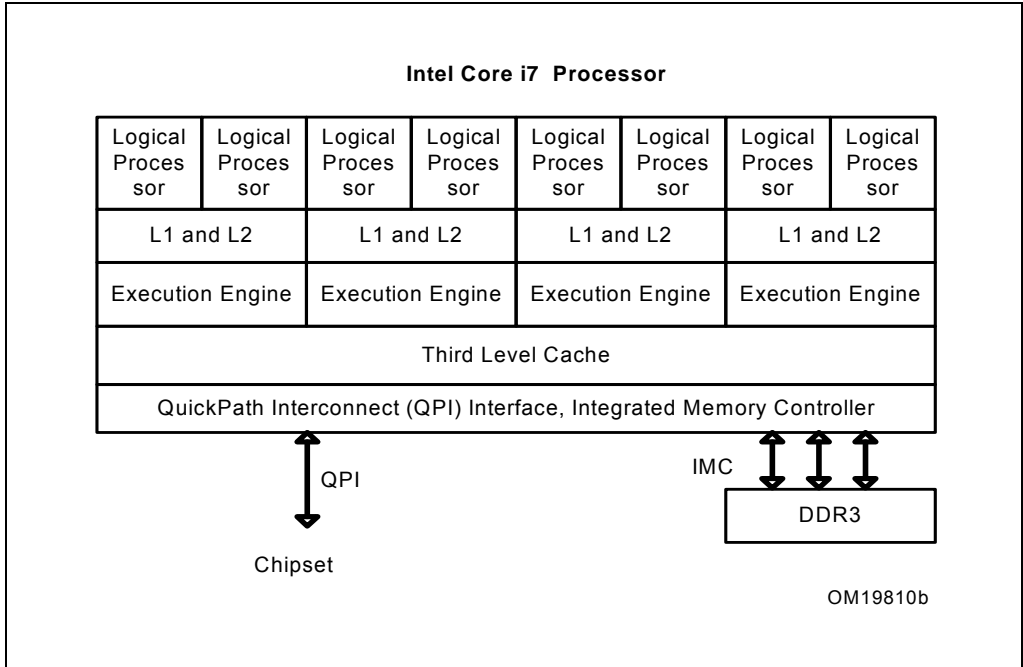 Intel Core i7 Processor
Logical Logical Logical Logical Logical Logical Logical Logical
Proces Proces Proces Proces Proces Proces Proces Proces
sor sor sor sor sor sor sor sor
L1 and L2 L1 and L2 L1 and L2 L1 and L2
Execution Engine Execution Engine Execution Engine Execution Engine
Third Level Cache
QuickPath Interconnect (QPI) Interface, Integrated Memory Controller
QPI IMC
DDR3
Chipset
OM19810b